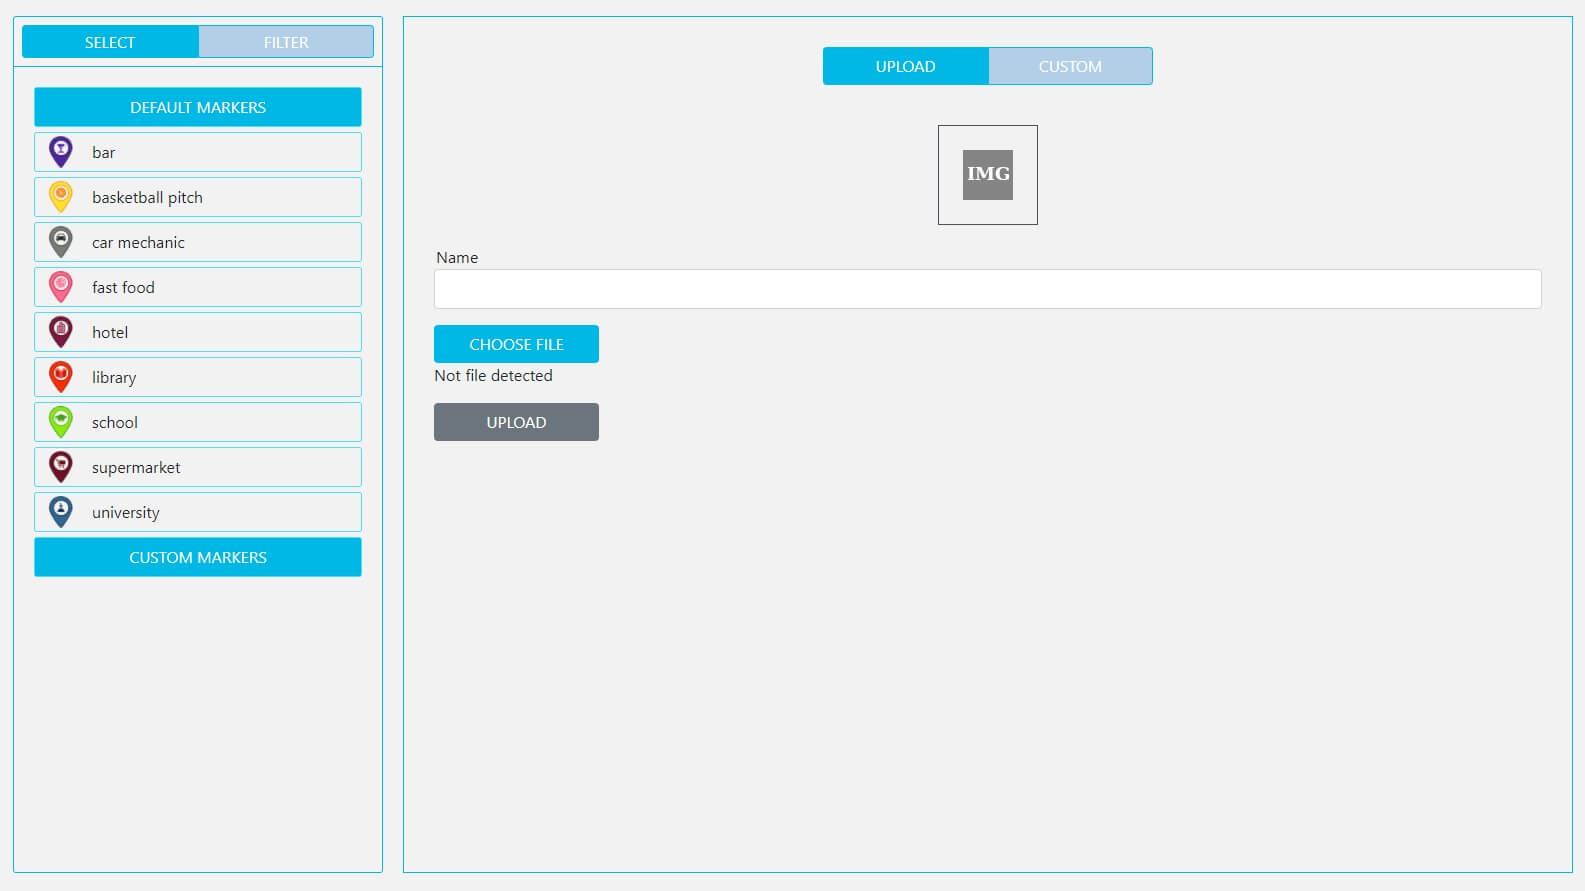 SELECT
FILTER
DEFAULT MARKERS
bar
basketball pitch
car mechanic
fast food
hotel
library
school
supermarket
university
CUSTOM MARKERS
UPLOAD
CUSTOM
IMG
Name
CHOOSE FILE
Not file detected
UPLOAD